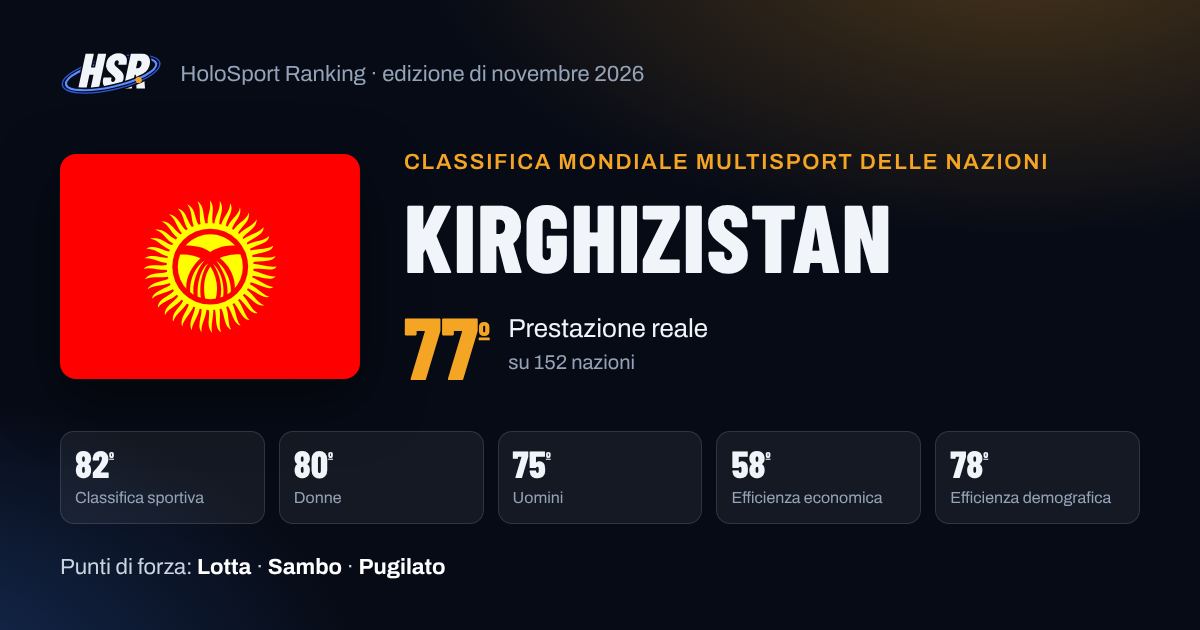 HSR
HoloSport Ranking · edizione di novembre 2026
CLASSIFICA MONDIALE MULTISPORT DELLE NAZIONI
KIRGHIZISTAN
77º
Prestazione reale
su 152 nazioni
82º
Classifica sportiva
80º
Donne
75º
Uomini
58º
Efficienza economica
78º
Efficienza demografica
Punti di forza: Lotta · Sambo · Pugilato